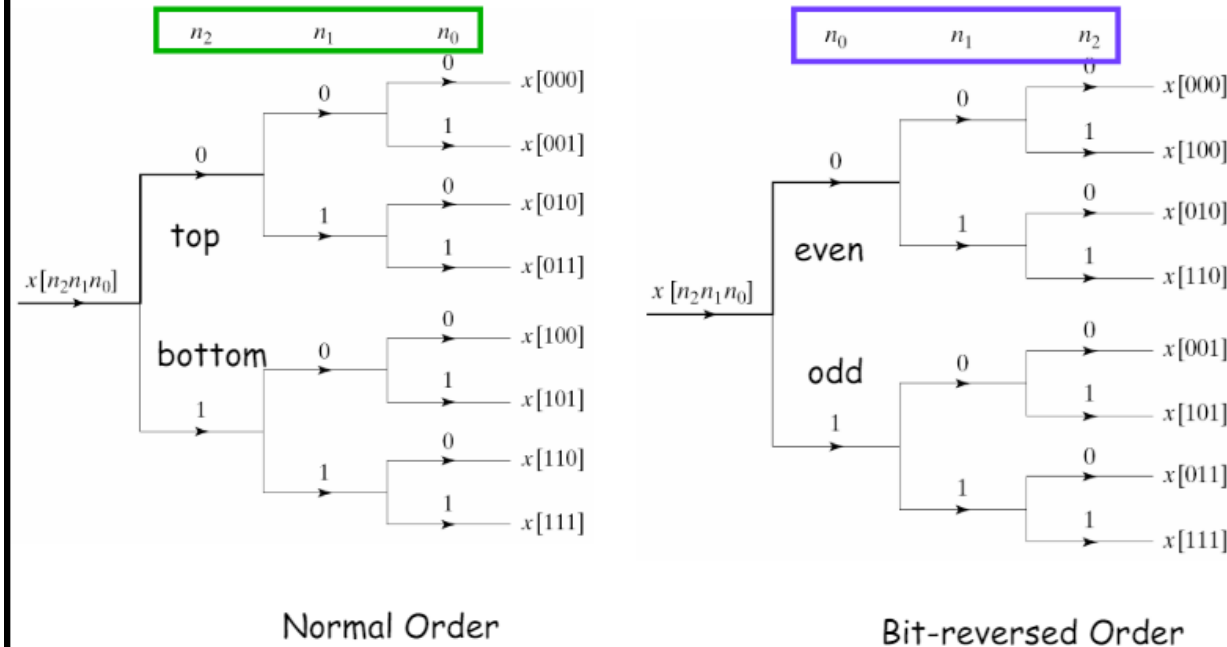 n₂ n₁ n₀
0
0
x[000]
0
1
x[001]
0
0
x[010]
top
1
1
x[011]
x[n₂n₁n₀]
0
x[100]
bottom
0
1
x[101]
1
0
x[110]
1
1
x[111]
Normal Order
n₀ n₁ n₂
0
0
x[000]
1
x[100]
0
0
x[010]
even
1
1
x[110]
x[n₂n₁n₀]
0
x[001]
odd
0
1
x[101]
1
0
x[011]
1
1
x[111]
Bit-reversed Order